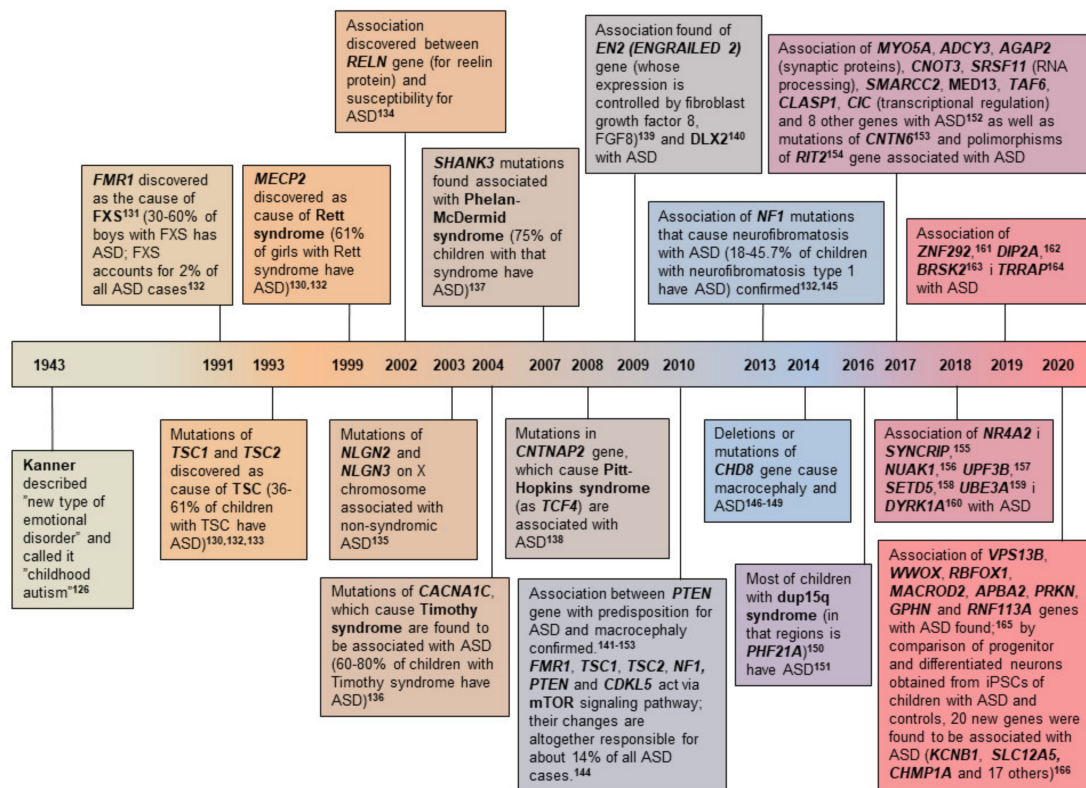 Association
discovered between
RELN gene (for
reelin protein) and
susceptibility for
ASD134
Association found of
EN2 (ENGRAILED 2)
gene (whose
expression is
controlled by fibroblast
growth factor 8,
FGF8)139 and DLX2140
with ASD
Association of MYO5A, ADCY3, AGAP2
(synaptic proteins), CNOT3, SRSF11 (RNA
processing), SMARCC2, MED13, TAF6,
CLASP1, CIC (transcriptional regulation)
and 8 other genes with ASD152 as well as
mutations of CNTN6153 and polimorphisms
of RIT2154 gene associated with ASD
FMR1 discovered
as the cause of
FXS131 (30-60% of
boys with FXS has
ASD; FXS
accounts for 2% of
all ASD cases132
MECP2
discovered as
cause of Rett
syndrome (61%
of girls with Rett
syndrome have
ASD)130,132
SHANK3 mutations
found associated
with Phelan-
McDermid
syndrome (75% of
children with that
syndrome have
ASD)137
Association of NF1 mutations
that cause neurofibromatosis
with ASD (18-45.7% of children
with neurofibromatosis type 1
have ASD) confirmed132,145
Association of
ZNF292,161 DIP2A,162
BRSK2163 i TRRAP164
with ASD
1943 1991 1993 1999 2002 2003 2004 2007 2008 2009 2010 2013 2014 2016 2017 2018 2019 2020
Kanner
described
"new type of
emotional
disorder" and
called it
"childhood
autism"126
Mutations of
TSC1 and TSC2
discovered as
cause of TSC (36-
61% of children
with TSC have
ASD)130,132,133
Mutations of
NLGN2 and
NLGN3 on X
chromosome
associated with
non-syndromic
ASD135
Mutations in
CNTNAP2 gene,
which cause Pitt-
Hopkins syndrome
(as TCF4) are
associated with
ASD138
Deletions or
mutations of
CHD8 gene cause
macrocephaly and
ASD146-149
Association of NR4A2 i
SYNCRIP,155
NUAK1,156 UPF3B,157
SETD5,158 UBE3A159 i
DYRK1A160 with ASD
Mutations of CACNA1C,
which cause Timothy
syndrome are found to
be associated with ASD
(60-80% of children with
Timothy syndrome have
ASD)136
Association between PTEN
gene with predisposition for
ASD and macrocephaly
confirmed.141-153
FMR1, TSC1, TSC2, NF1,
PTEN and CDKL5 act via
mTOR signaling pathway;
their changes are
altogether responsible for
about 14% of all ASD
cases.144
Most of children
with dup15q
syndrome (in
that regions is
PHF21A)150
have ASD151
Association of VPS13B,
WWOX, RBFOX1,
MACROD2, APBA2, PRKN,
GPHN and RNF113A genes
with ASD found;165 by
comparison of progenitor
and differentiated neurons
obtained from iPSCs of
children with ASD and
controls, 20 new genes were
found to be associated with
ASD (KCNB1, SLC12A5,
CHMP1A and 17 others)166